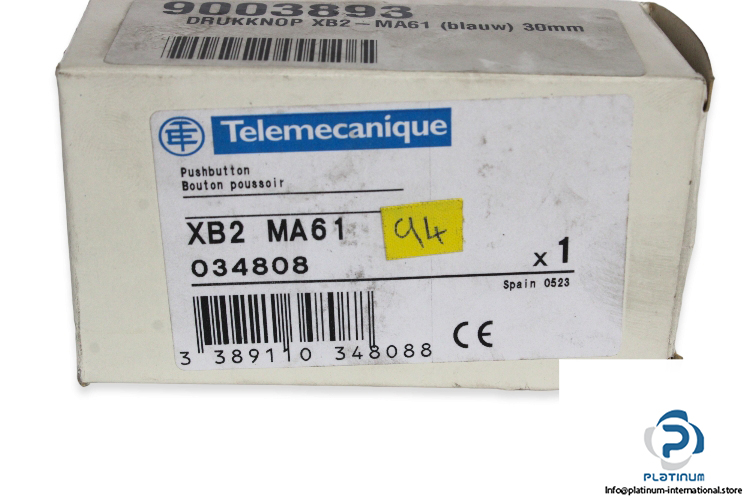 9003893
DRUKKNOP XB2-MA61 (blauw) 30mm
Telemecanique
Pushbutton
Bouton poussoir
XB2 MA61
94
034808
x 1
Spain 0523
3 389110 348088
CE
PLATINUM
Info@platinum-international.store